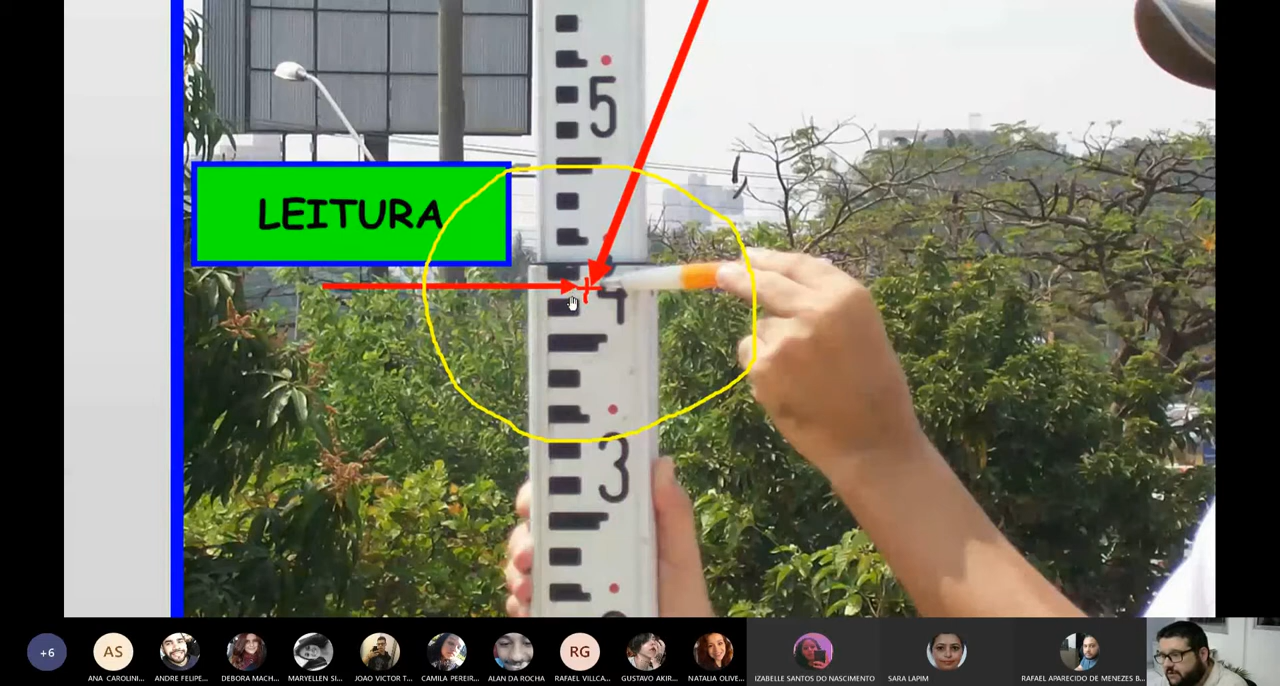 5
LEITURA
4
3
+6
AS
RG
ANA CAROLINI...
ANDRE FELIPE...
DEBORA MACH...
MARYELLEN SI...
JOAO VICTOR T...
CAMILA PEREIR...
ALAN DA ROCHA
RAFAEL VILLCA...
GUSTAVO AKIR...
NATALIA OLIVE...
IZABELLE SANTOS DO NASCIMENTO
SARA LAPIM
RAFAEL APARECIDO DE MENEZES B...